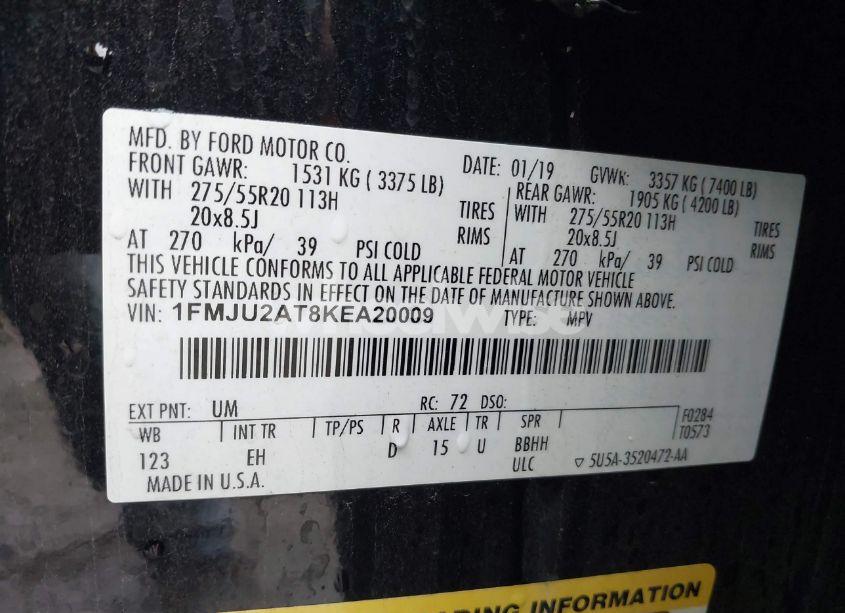 MFD. BY FORD MOTOR CO.
DATE: 01/19 GVWR: 3357 KG ( 7400 LB)
FRONT GAWR: 1531 KG ( 3375 LB)
REAR GAWR: 1905 KG ( 4200 LB)
WITH 275/55R20 113H TIRES
WITH 275/55R20 113H TIRES
20x8.5J RIMS
20x8.5J RIMS
AT 270 kPa/ 39 PSI COLD
AT 270 kPa/ 39 PSI COLD
THIS VEHICLE CONFORMS TO ALL APPLICABLE FEDERAL MOTOR VEHICLE
SAFETY STANDARDS IN EFFECT ON THE DATE OF MANUFACTURE SHOWN ABOVE.
VIN: 1FMJU2AT8KEA20009 TYPE: MPV
EXT PNT: UM RC: 72 DSO:
WB INT TR TP/PS R AXLE TR SPR
F0284
T0573
123 EH D 15 U BBHH
ULC
5U5A-3520472-AA
MADE IN U.S.A.
INFORMATION